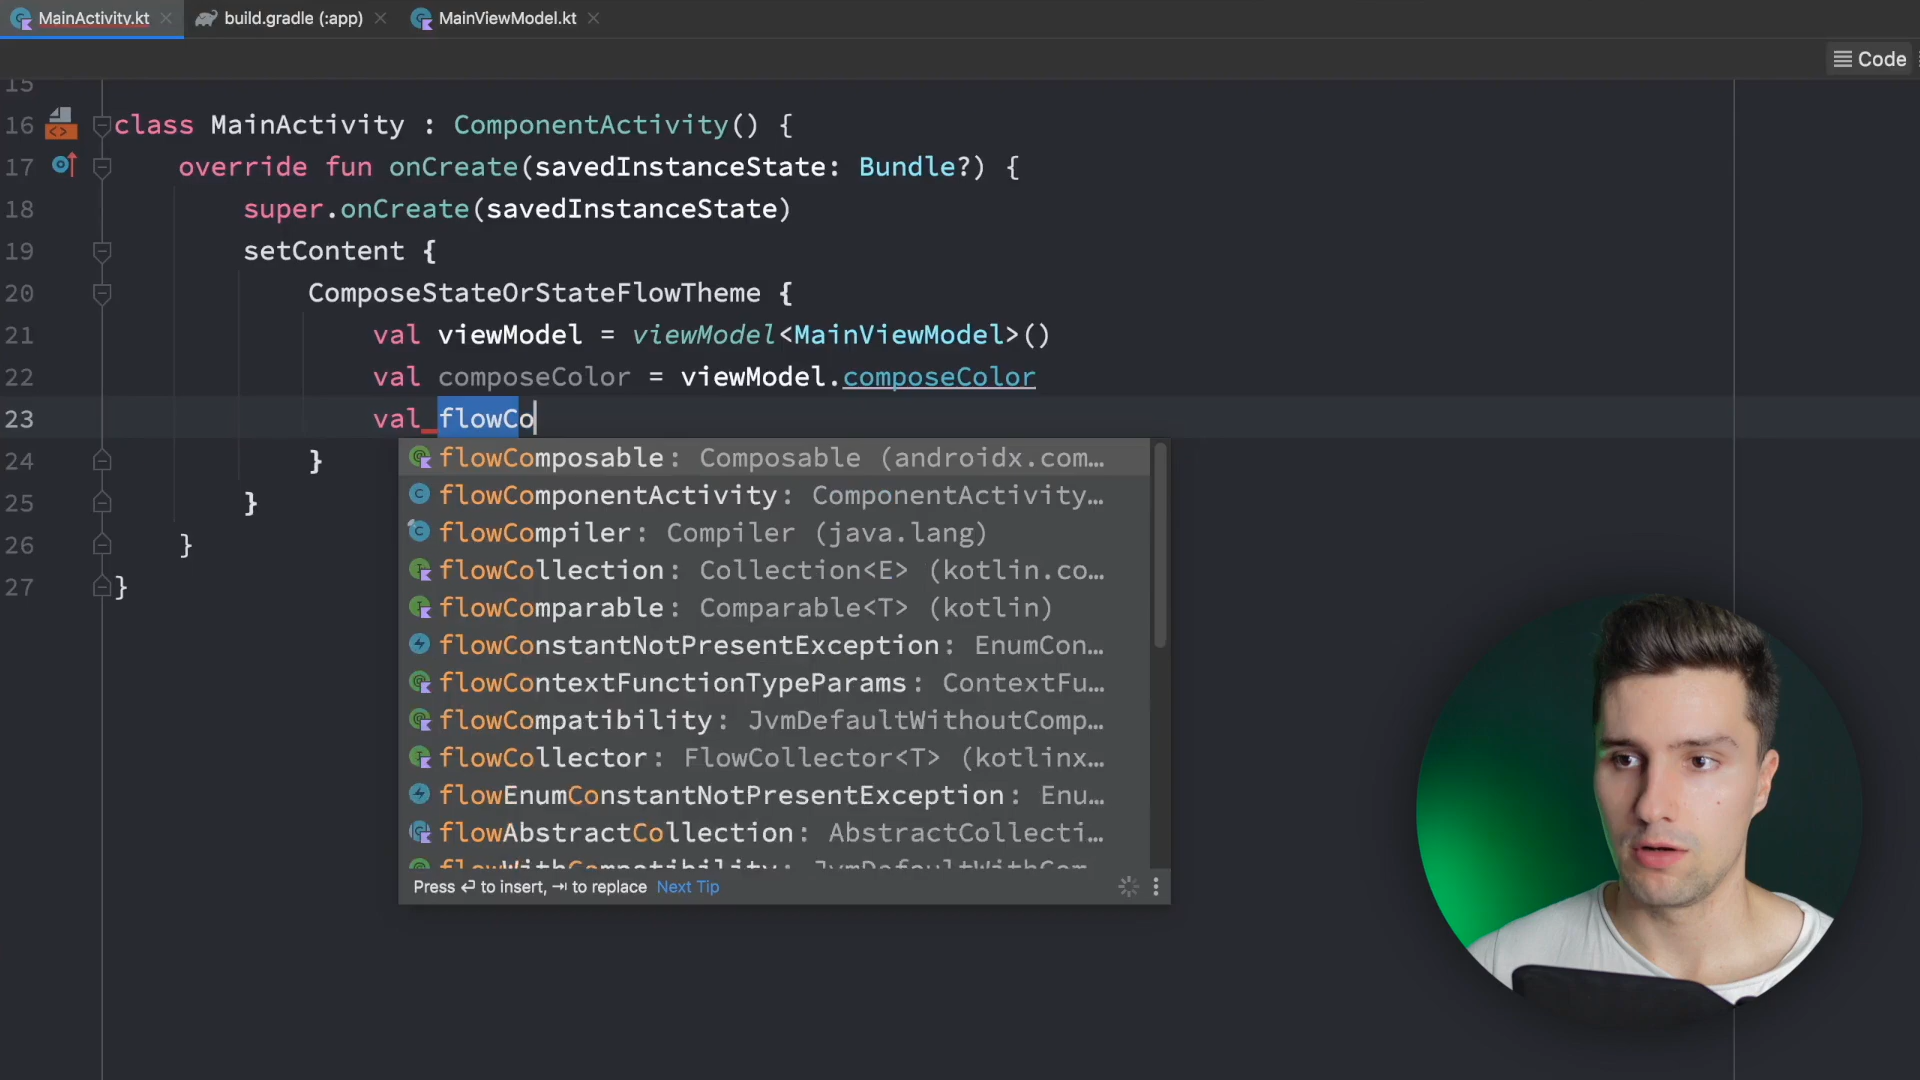 MainActivity.kt
build.gradle (:app)
MainViewModel.kt
Code
15
16 class MainActivity : ComponentActivity() {
17 override fun onCreate(savedInstanceState: Bundle?) {
18 super.onCreate(savedInstanceState)
19 setContent {
20 ComposeStateOrStateFlowTheme {
21 val viewModel = viewModel<MainViewModel>()
22 val composeColor = viewModel.composeColor
23 val flowCo
24 }
25 }
26 }
27 }
flowComposable: Composable (androidx.com…
flowComponentActivity: ComponentActivity…
flowCompiler: Compiler (java.lang)
flowCollection: Collection<E> (kotlin.co…
flowComparable: Comparable<T> (kotlin)
flowConstantNotPresentException: EnumCon…
flowContextFunctionTypeParams: ContextFu…
flowCompatibility: JvmDefaultWithoutComp…
flowCollector: FlowCollector<T> (kotlinx…
flowEnumConstantNotPresentException: Enu…
flowAbstractCollection: AbstractCollecti…
flowWithCompatibility: JvmDefaultWithCom…
Press ⏎ to insert, ⇥ to replace Next Tip